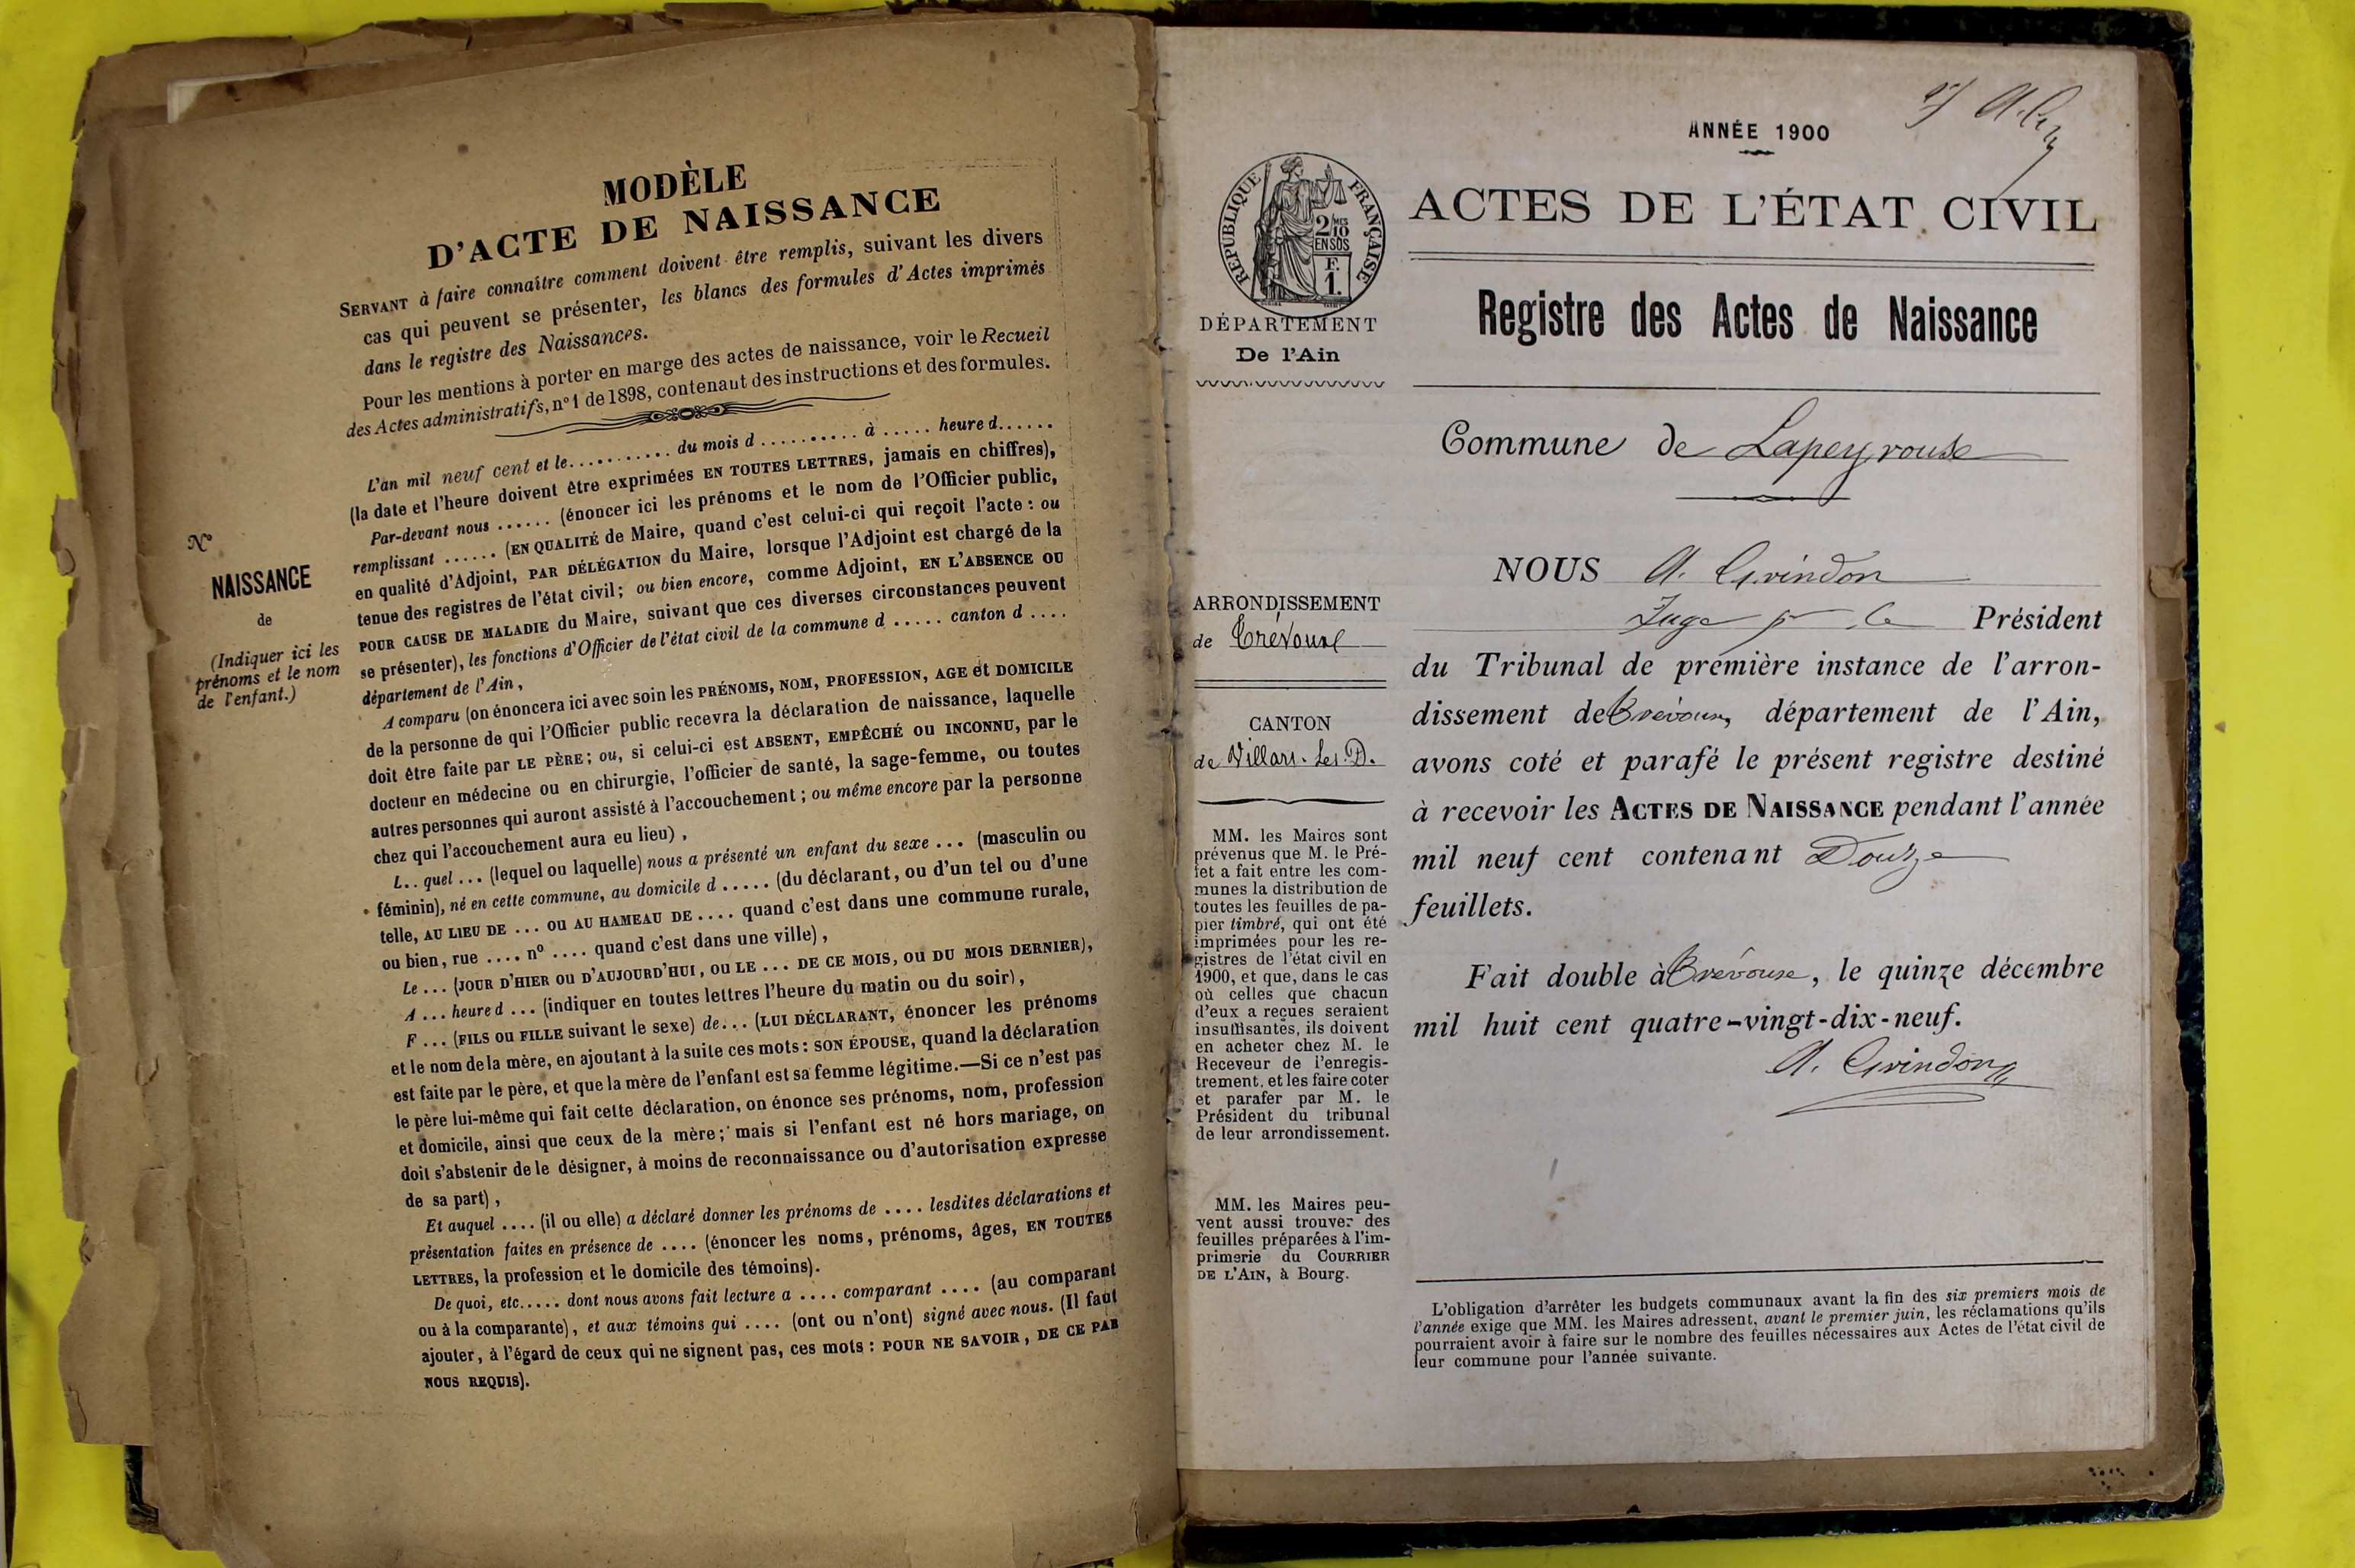 MODÈLE
D'ACTE DE NAISSANCE
SERVANT à faire connaître comment doivent être remplis, suivant les divers
cas qui peuvent se présenter, les blancs des formules d'Actes imprimés
dans le registre des Naissances.
Pour les mentions à porter en marge des actes de naissance, voir le Recueil
des Actes administratifs, n° 1 de 1898, contenant des instructions et des formules.
L'an mil neuf cent et le........... du mois d .......... à ..... heure d......
(la date et l'heure doivent être exprimées EN TOUTES LETTRES, jamais en chiffres),
Par-devant nous ...... (énoncer ici les prénoms et le nom de l'Officier public,
remplissant ...... (EN QUALITÉ de Maire, quand c'est celui-ci qui reçoit l'acte : ou
en qualité d'Adjoint, PAR DÉLÉGATION du Maire, lorsque l'Adjoint est chargé de la
tenue des registres de l'état civil; ou bien encore, comme Adjoint, EN L'ABSENCE OU
POUR CAUSE DE MALADIE du Maire, suivant que ces diverses circonstances peuvent
se présenter), les fonctions d'Officier de l'état civil de la commune d ..... canton d ....
département de l'Ain,
A comparu (on énoncera ici avec soin les PRÉNOMS, NOM, PROFESSION, AGE et DOMICILE
de la personne de qui l'Officier public recevra la déclaration de naissance, laquelle
doit être faite par LE PÈRE; ou, si celui-ci est ABSENT, EMPÊCHÉ OU INCONNU, par le
docteur en médecine ou en chirurgie, l'officier de santé, la sage-femme, ou toutes
autres personnes qui auront assisté à l'accouchement; ou même encore par la personne
chez qui l'accouchement aura eu lieu),
L.. quel ... (lequel ou laquelle) nous a présenté un enfant du sexe ... (masculin ou
féminin), né en cette commune, au domicile d ..... (du déclarant, ou d'un tel ou d'une
telle, AU LIEU DE ... ou AU HAMEAU DE .... quand c'est dans une commune rurale,
ou bien, rue .... n° .... quand c'est dans une ville),
Le ... (JOUR D'HIER OU D'AUJOURD'HUI, OU LE ... DE CE MOIS, OU DU MOIS DERNIER),
A ... heure d ... (indiquer en toutes lettres l'heure du matin ou du soir),
F ... (FILS OU FILLE suivant le sexe) de... (LUI DÉCLARANT, énoncer les prénoms
et le nom de la mère, en ajoutant à la suite ces mots : SON ÉPOUSE, quand la déclaration
est faite par le père, et que la mère de l'enfant est sa femme légitime.—Si ce n'est pas
le père lui-même qui fait cette déclaration, on énonce ses prénoms, nom, profession
et domicile, ainsi que ceux de la mère; mais si l'enfant est né hors mariage, on
doit s'abstenir de le désigner, à moins de reconnaissance ou d'autorisation expresse
de sa part),
Et auquel .... (il ou elle) a déclaré donner les prénoms de .... lesdites déclarations et
présentation faites en présence de .... (énoncer les noms, prénoms, âges, EN TOUTES
LETTRES, la profession et le domicile des témoins).
De quoi, etc..... dont nous avons fait lecture a .... comparant .... (au comparant
ou à la comparante), et aux témoins qui .... (ont ou n'ont) signé avec nous. (Il faut
ajouter, à l'égard de ceux qui ne signent pas, ces mots : POUR NE SAVOIR, DE CE PAR
NOUS REQUIS).
N°
NAISSANCE
de
(Indiquer ici les
prénoms et le nom
de l'enfant.)
ANNÉE 1900
RÉPUBLIQUE FRANÇAISE
2/10
EN SUS
F.
1.
ACTES DE L'ÉTAT CIVIL
DÉPARTEMENT
De l'Ain
Registre des Actes de Naissance
Commune de Lapeyrouse
NOUS A. Grindon
Juge pr le Président
du Tribunal de première instance de l'arron-
dissement de Trévoux, département de l'Ain,
avons coté et parafé le présent registre destiné
à recevoir les ACTES DE NAISSANCE pendant l'année
mil neuf cent contenant Douze
feuillets.
Fait double à Trévoux, le quinze décembre
mil huit cent quatre-vingt-dix-neuf.
A. Grindon
ARRONDISSEMENT
de Trévoux
CANTON
de Villars-les-D.
MM. les Maires sont
prévenus que M. le Pré-
fet a fait entre les com-
munes la distribution de
toutes les feuilles de pa-
pier timbré, qui ont été
imprimées pour les re-
gistres de l'état civil en
1900, et que, dans le cas
où celles que chacun
d'eux a reçues seraient
insuffisantes, ils doivent
en acheter chez M. le
Receveur de l'enregis-
trement, et les faire coter
et parafer par M. le
Président du tribunal
de leur arrondissement.
MM. les Maires peu-
vent aussi trouver des
feuilles préparées à l'im-
primerie du COURRIER
DE L'AIN, à Bourg.
L'obligation d'arrêter les budgets communaux avant la fin des six premiers mois de
l'année exige que MM. les Maires adressent, avant le premier juin, les réclamations qu'ils
pourraient avoir à faire sur le nombre des feuilles nécessaires aux Actes de l'état civil de
leur commune pour l'année suivante.